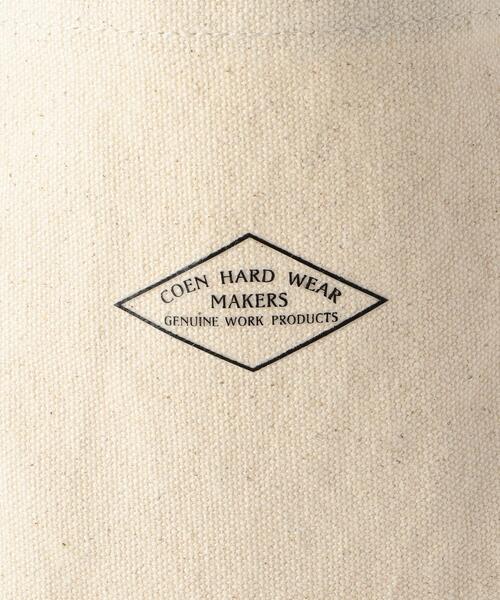 COEN HARD WEAR
MAKERS
GENUINE WORK PRODUCTS